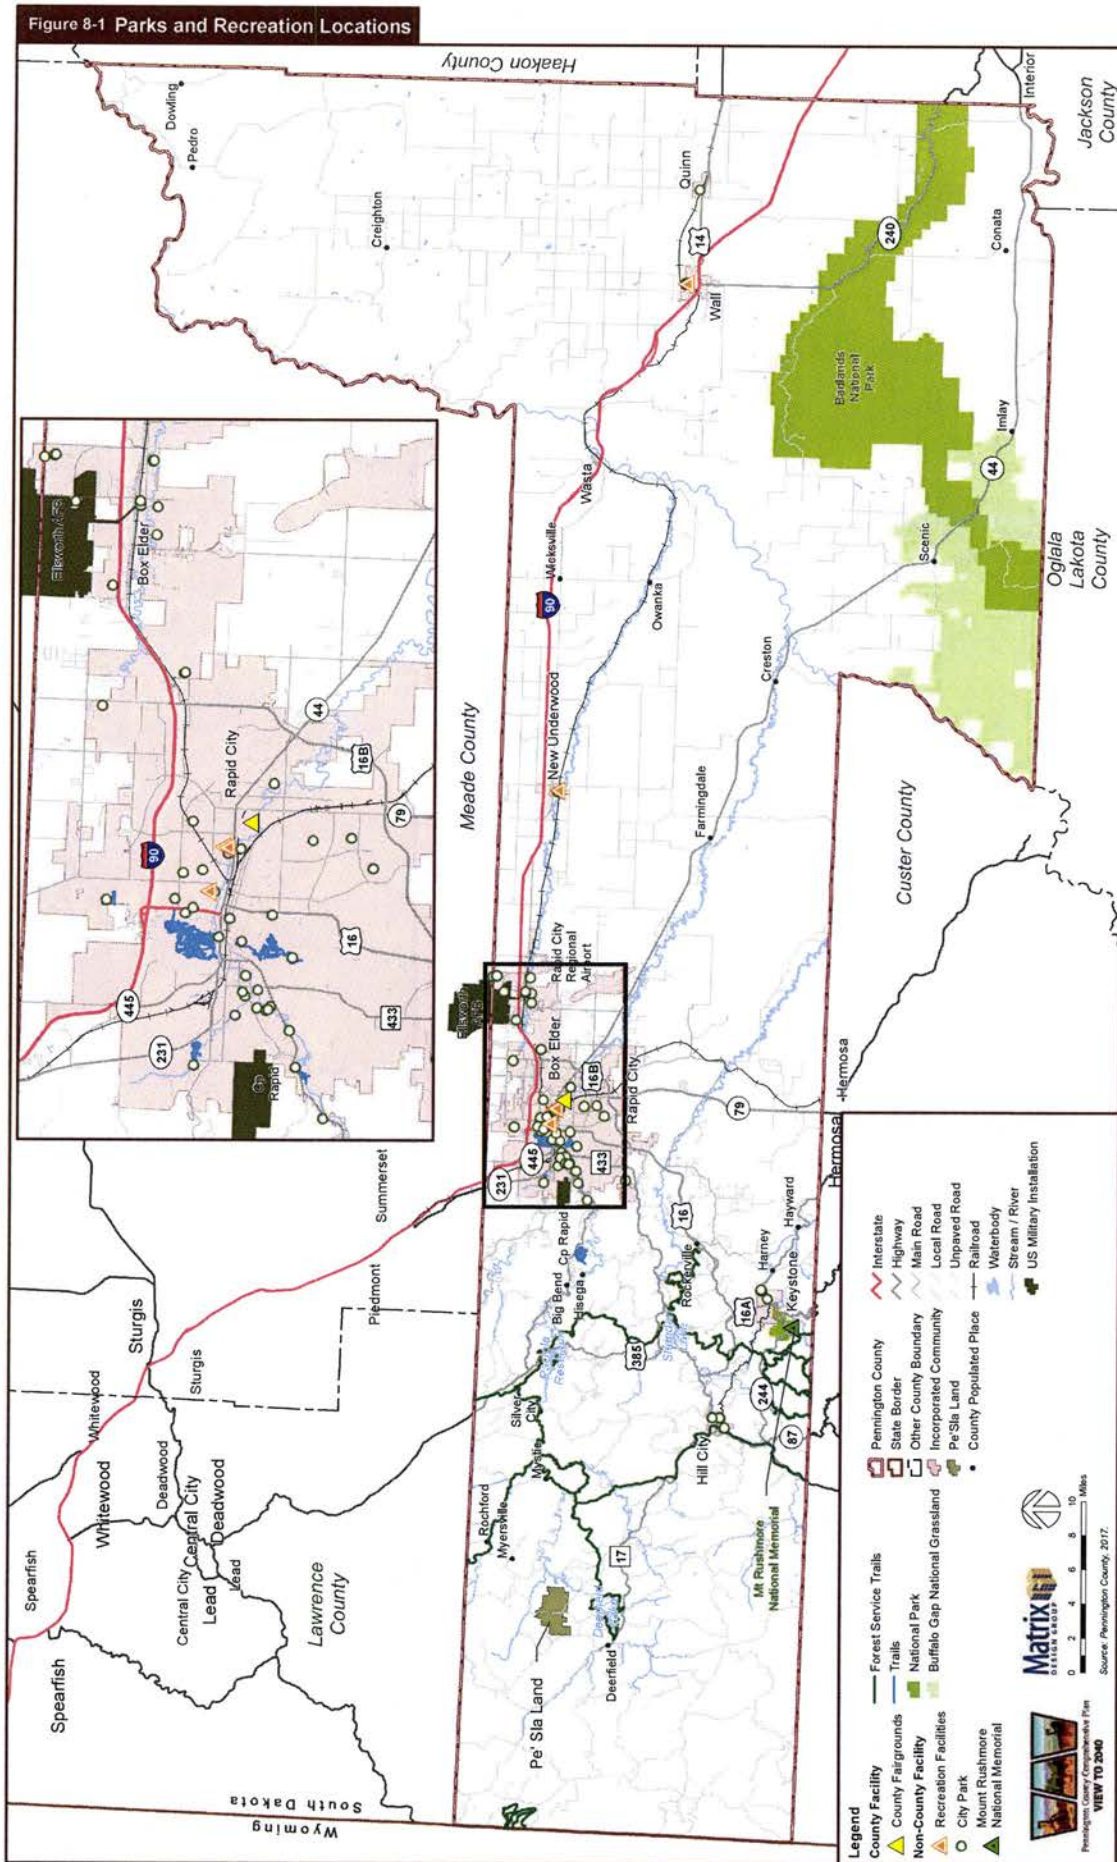 Figure 8-1 Parks and Recreation Locations
Haakon County
Jackson
County
Oglala
Lakota
County
Custer County
Meade County
Lawrence
County
Wyoming
South Dakota
Dowling
Pedro
Creighton
Quinn
14
Wall
240
Badlands
National
Park
Conata
Interior
Imlay
44
Scenic
Wasta
Wicksville
90
Owanka
New Underwood
Creston
Farmingdale
Ellsworth AFB
Box Elder
Rapid City
44
16B
79
90
16
445
231
433
Cp
Rapid
Ellsworth
AFB
Rapid City
Regional
Airport
Box Elder
16B
Rapid City
79
445
231
433
Cp Rapid
Hermosa
Hermosa
Summerset
Piedmont
Sturgis
Sturgis
Whitewood
Whitewood
Deadwood
Deadwood
Central City
Central City
Lead
Lead
Spearfish
Spearfish
Big Bend
Hisega
Rockerville
16
Harney
Hayward
Keystone
16A
385
244
87
Silver
City
Mystic
Rochford
Myersville
Hill City
17
Pe' Sla Land
Deerfield
Mt Rushmore
National Memorial
Legend
County Facility
County Fairgrounds
Non-County Facility
Recreation Facilities
City Park
Mount Rushmore
National Memorial
Forest Service Trails
Trails
National Park
Buffalo Gap National Grassland
Pennington County
State Border
Other County Boundary
Incorporated Community
Pe'Sla Land
County Populated Place
Interstate
Highway
Main Road
Local Road
Unpaved Road
Railroad
Waterbody
Stream / River
US Military Installation
Pennington County Comprehensive Plan
VIEW TO 2040
Matrix
DESIGN GROUP
0 2 4 6 8 10
Miles
Source: Pennington County, 2017.